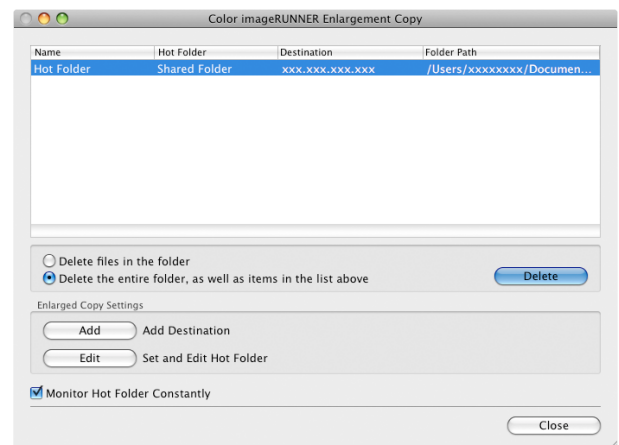 Color imageRUNNER Enlargement Copy
Name Hot Folder Destination Folder Path
Hot Folder Shared Folder xxx.xxx.xxx.xxx /Users/xxxxxxxx/Documen...
Delete files in the folder
Delete the entire folder, as well as items in the list above
Delete
Enlarged Copy Settings
Add Add Destination
Edit Set and Edit Hot Folder
Monitor Hot Folder Constantly
Close